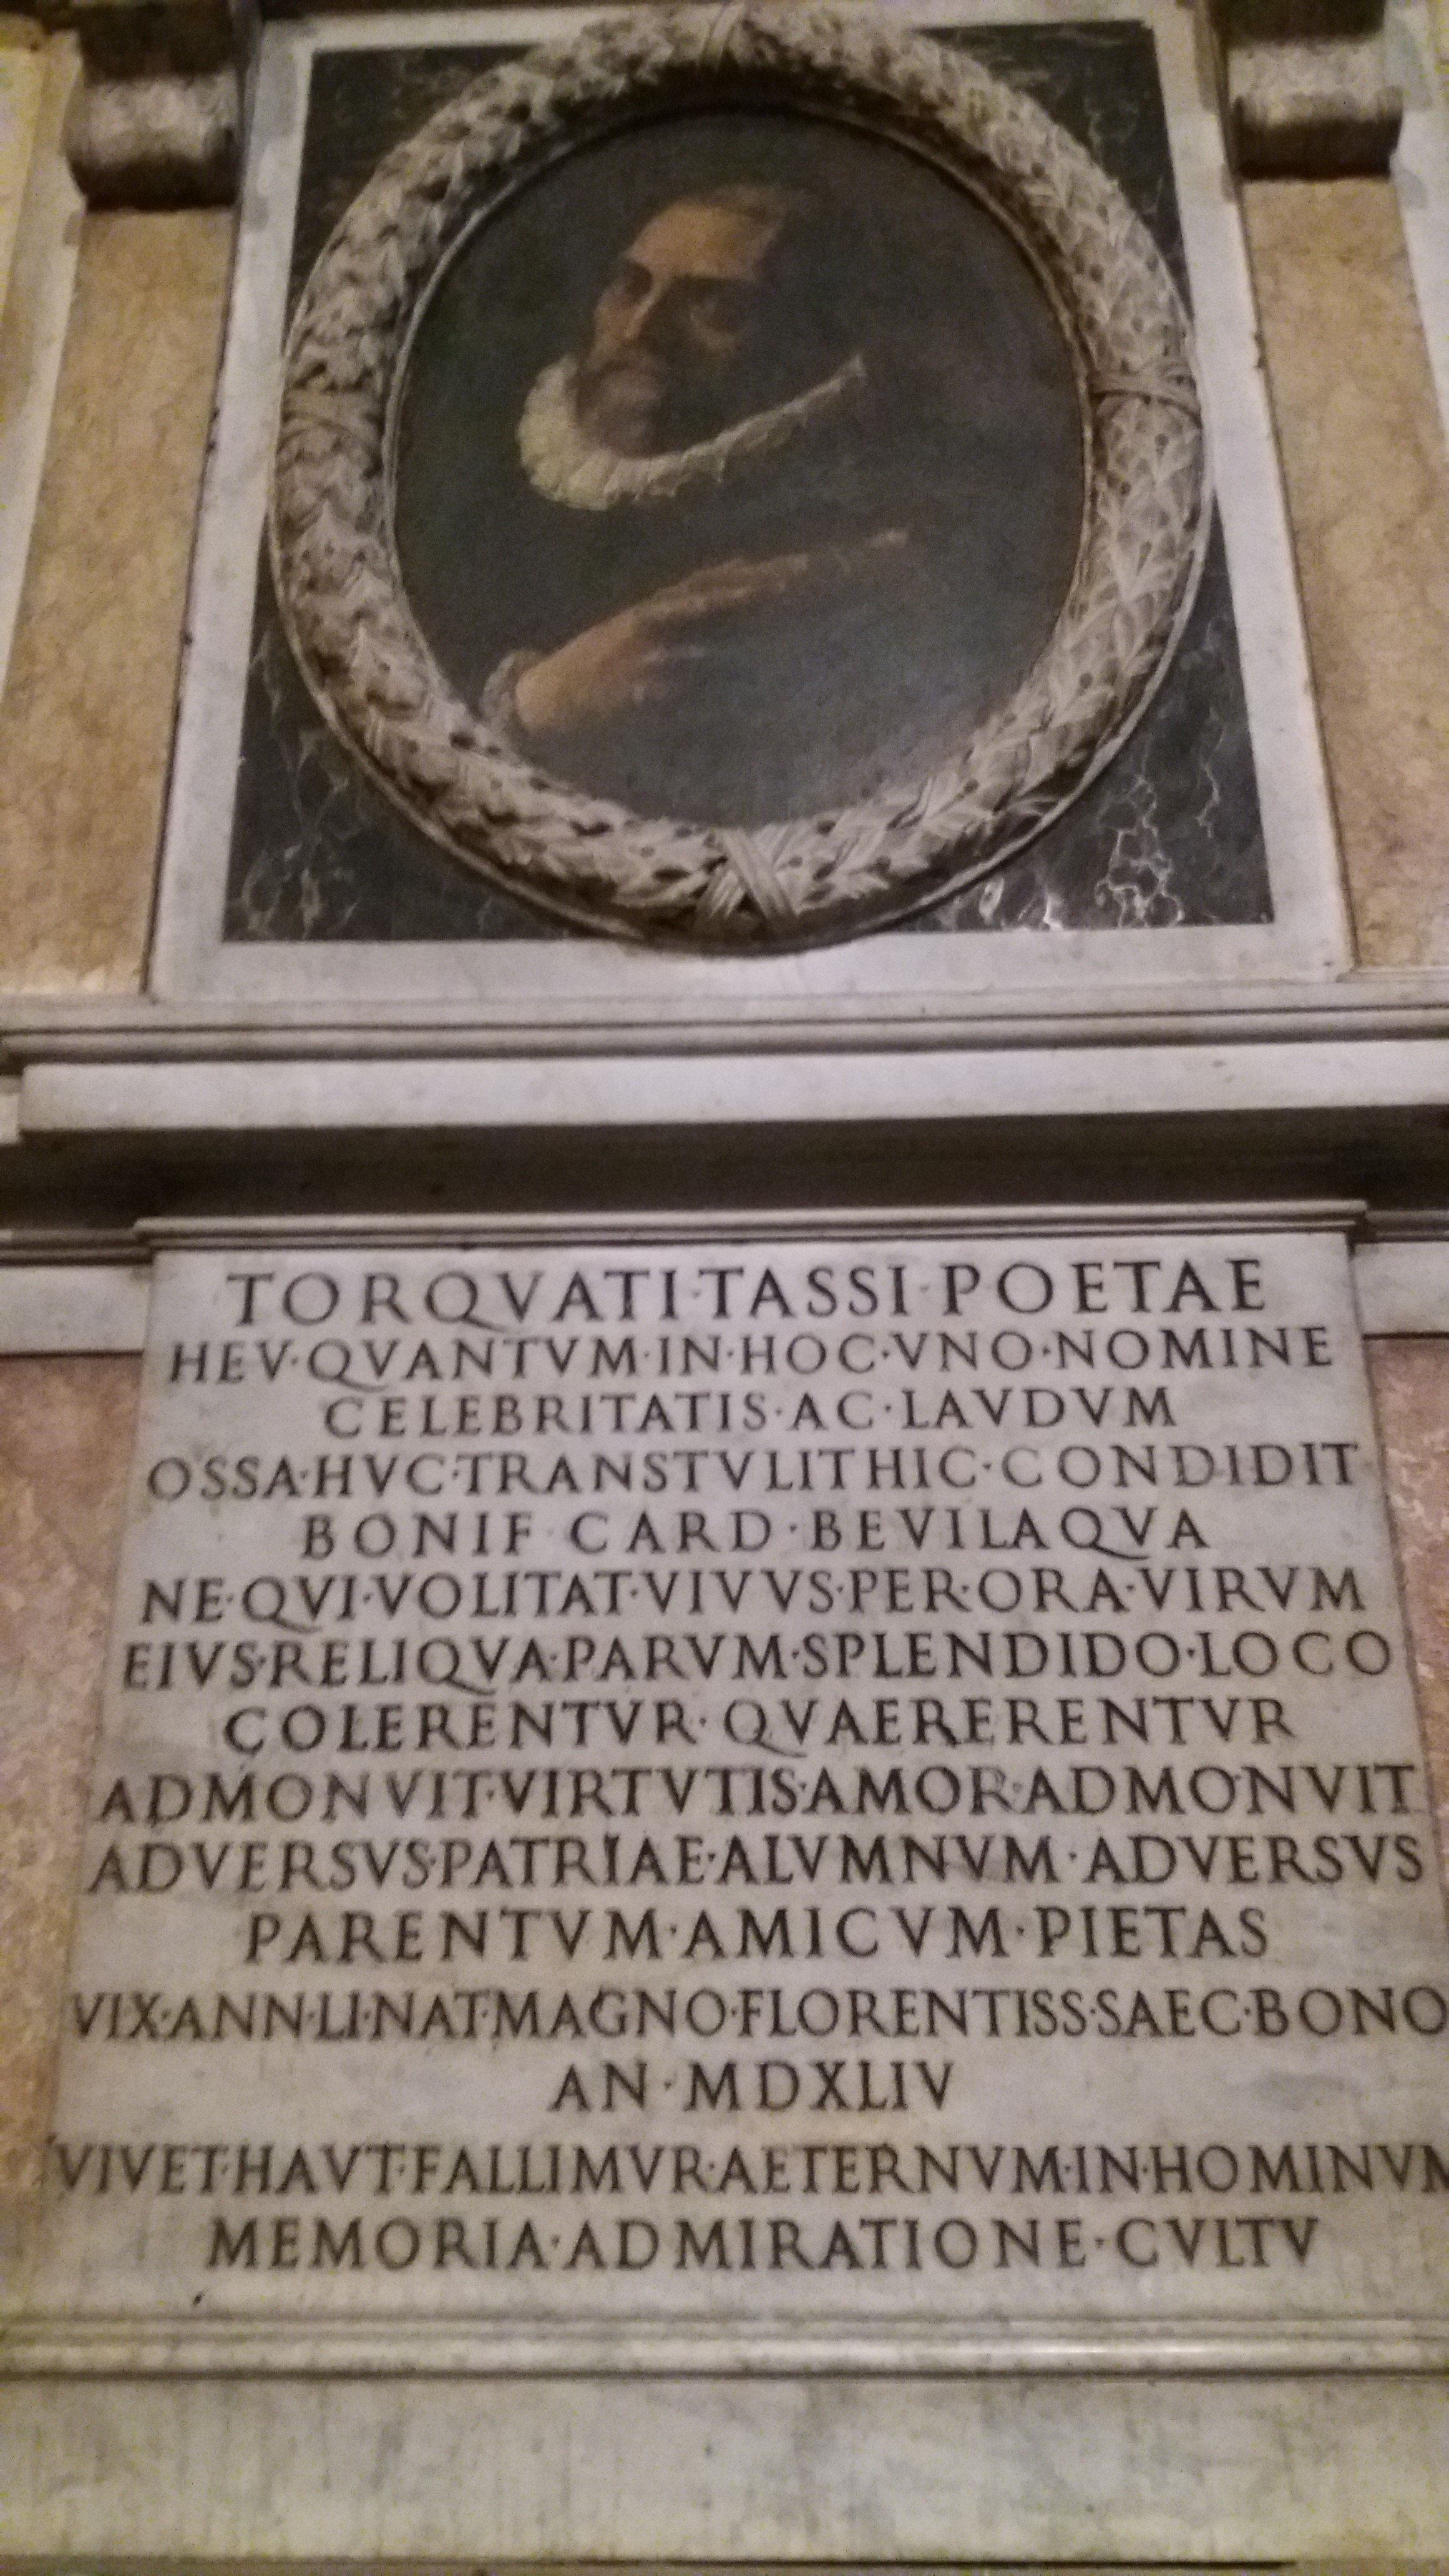 TORQVATI·TASSI·POETAE
HEV·QVANTVM·IN·HOC·VNO·NOMINE
CELEBRITATIS·AC·LAVDVM
OSSA·HVC·TRANSTVLIT HIC·CONDIDIT
BONIF·CARD·BEVILAQVA
NE·QVI·VOLITAT·VIVVS·PER·ORA·VIRVM
EIVS·RELIQVA·PARVM·SPLENDIDO·LOCO
COLERENTVR·QVAERERENTVR
ADMONVIT·VIRTVTIS·AMOR·ADMONVIT
ADVERSVS·PATRIAE·ALVMNVM·ADVERSVS
PARENTVM·AMICVM·PIETAS
VIX·ANN·LI·NAT·MAGNO·FLORENTISS·SAEC·BONO
AN·MDXLIV
VIVET·HAVT·FALLIMVR·AETERNVM·IN·HOMINVM
MEMORIA·ADMIRATIONE·CVLTV